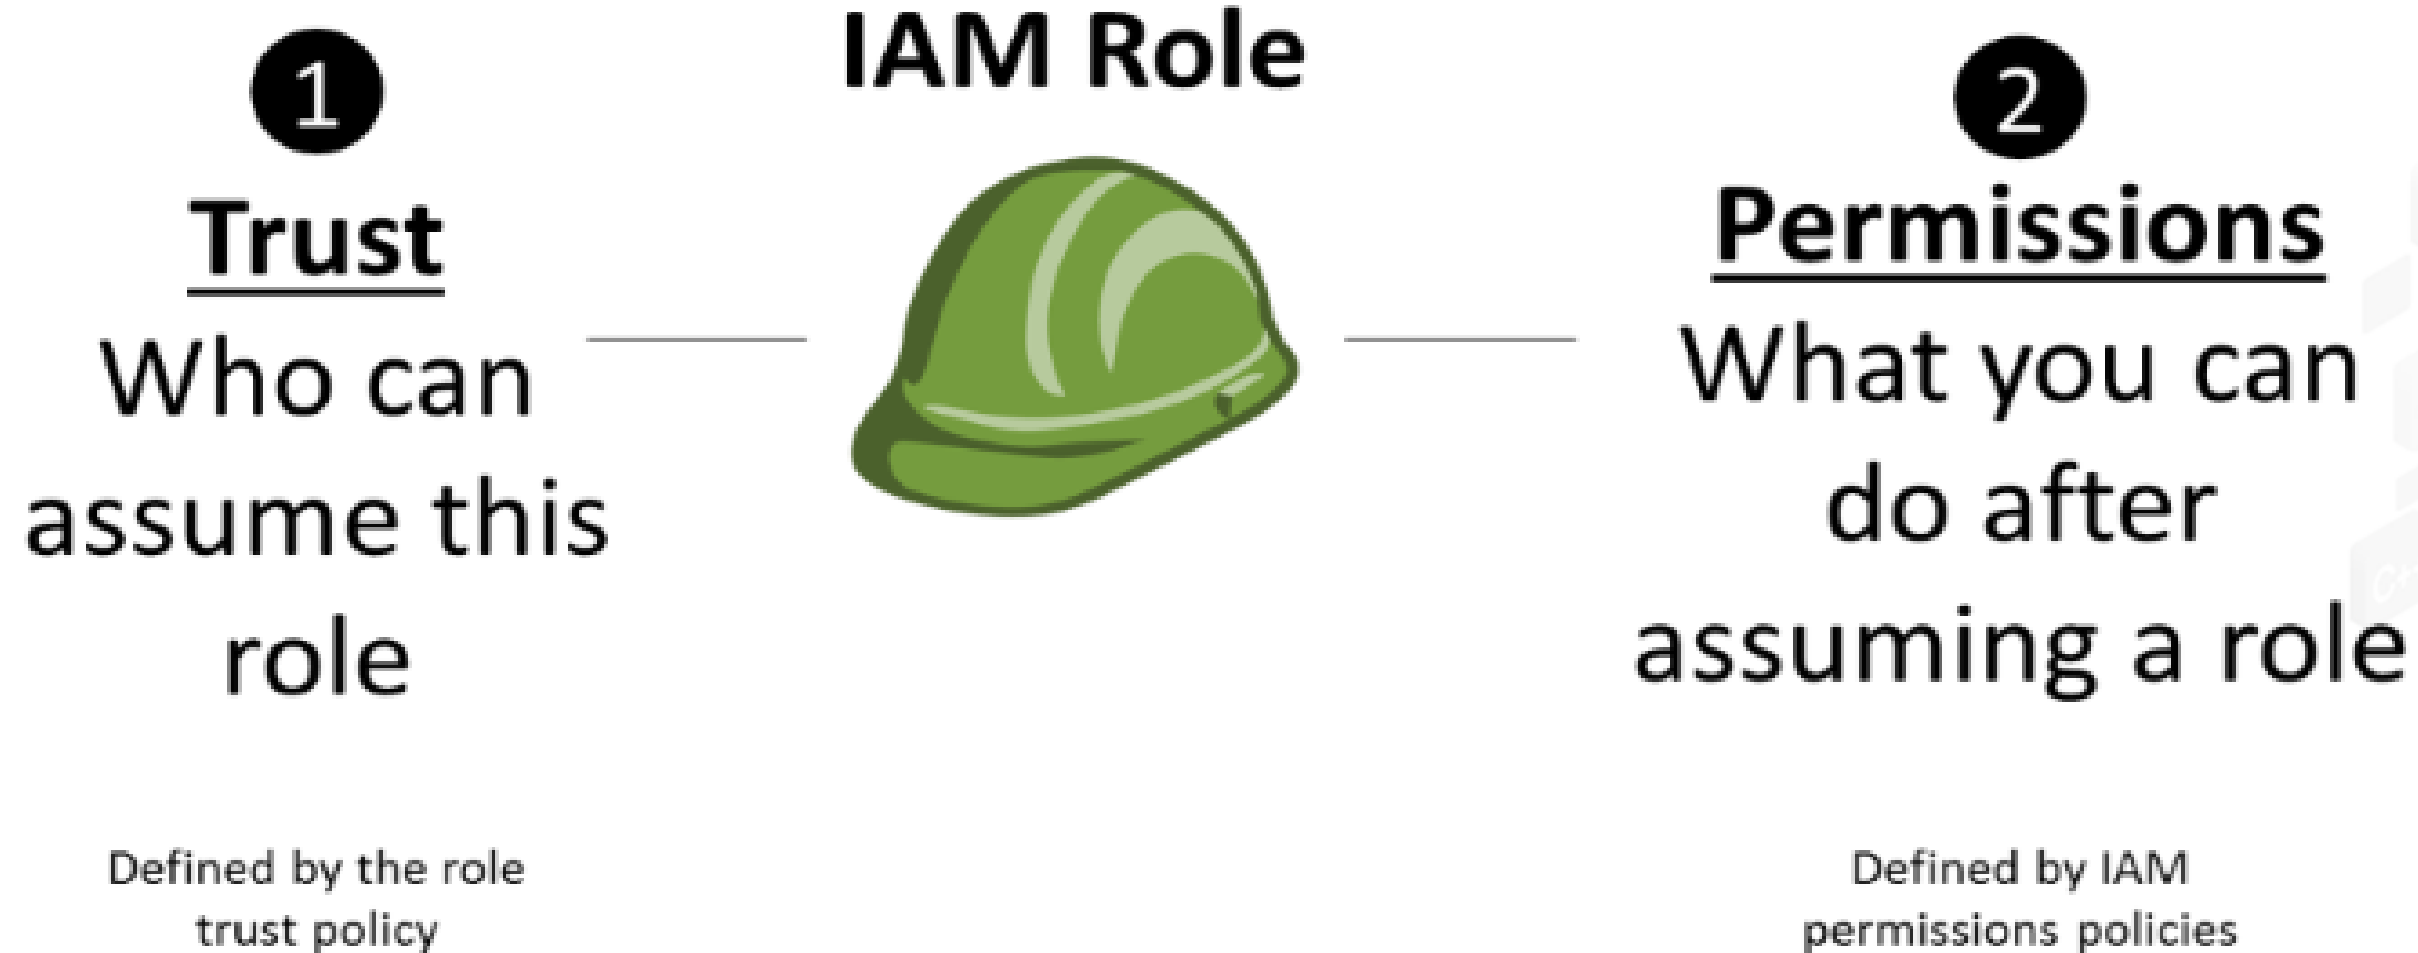 IAM Role
1
Trust
Who can
assume this
role
Defined by the role
trust policy
2
Permissions
What you can
do after
assuming a role
Defined by IAM
permissions policies